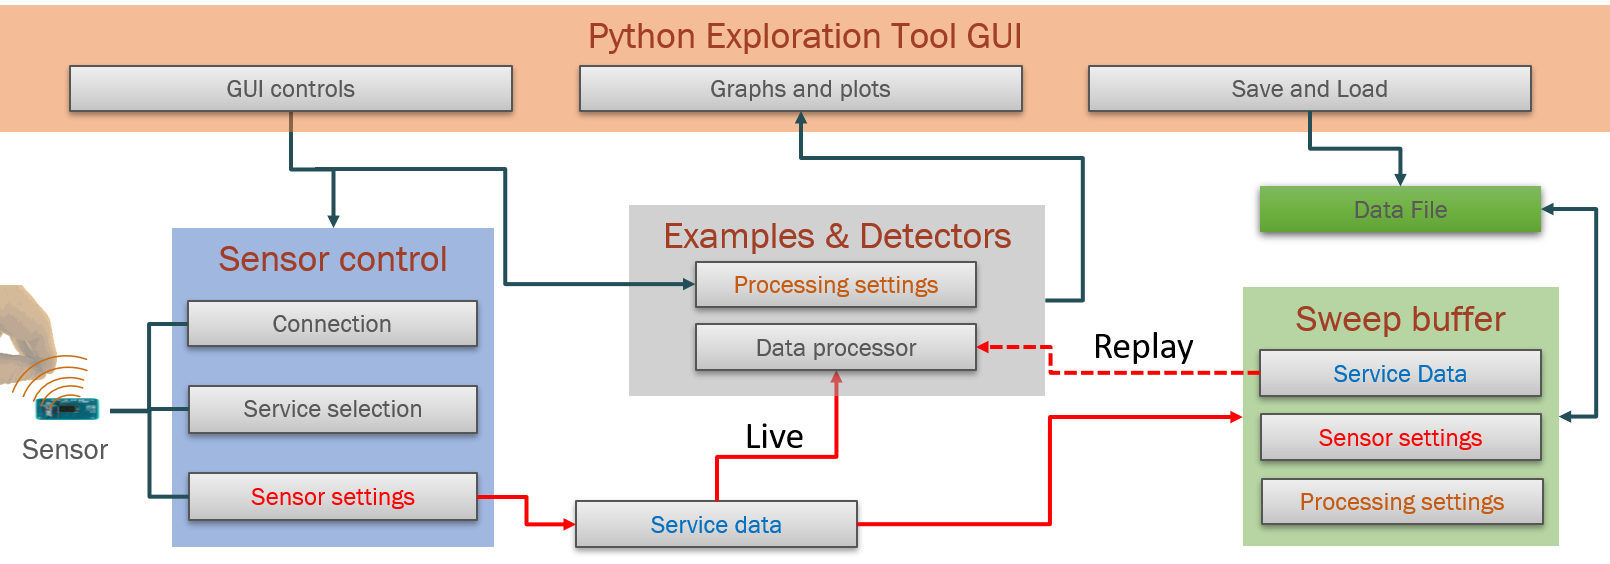 Python Exploration Tool GUI
GUI controls
Graphs and plots
Save and Load
Data File
Sensor control
Connection
Service selection
Sensor settings
Sensor
Examples & Detectors
Processing settings
Data processor
Replay
Live
Service data
Sweep buffer
Service Data
Sensor settings
Processing settings